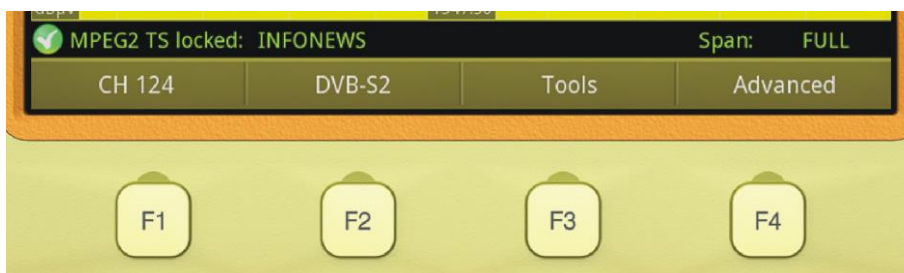 MPEG2 TS locked: INFONEWS Span: FULL
CH 124 DVB-S2 Tools Advanced
F1 F2 F3 F4